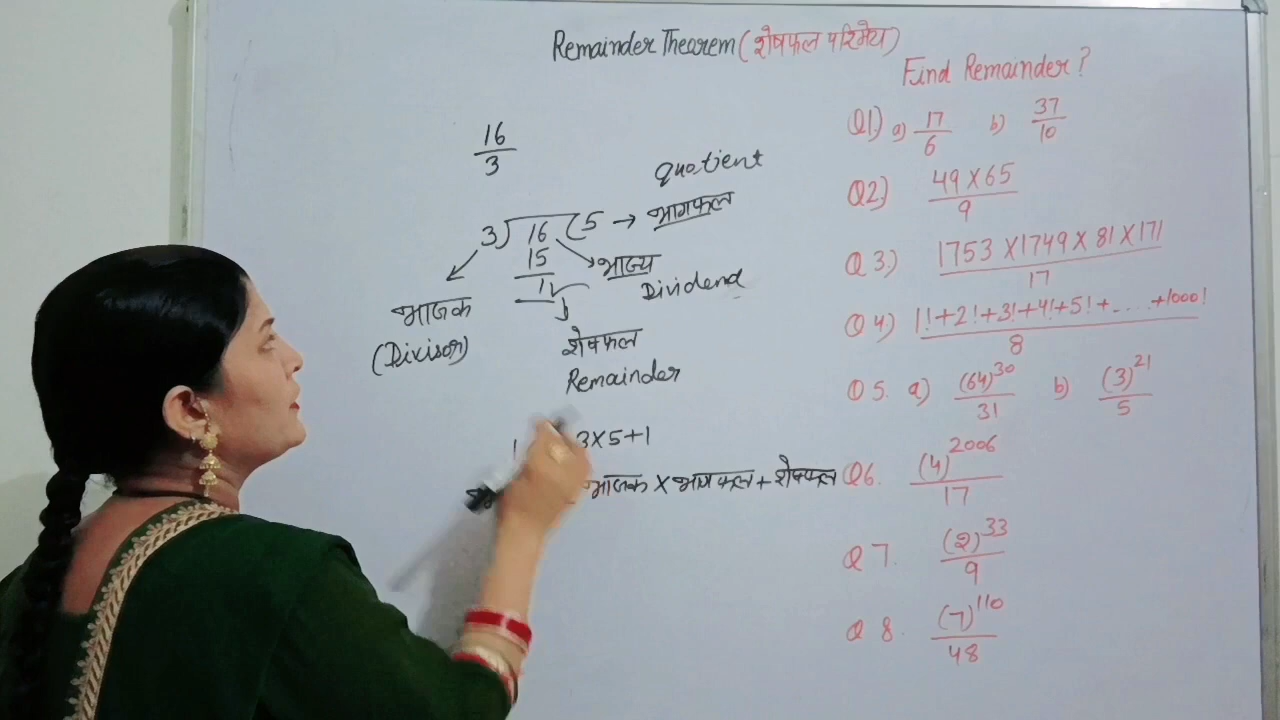 Remainder Thearem (शेषफल परिमेय)
16
3
quotient
3) 16 (5 → भागफल
15
1
भाज्य
Dividend
भाजक
(Divisor)
शेषफल
Remainder
1 3×5+1
भाजक × भागफल + शेषफल
Find Remainder?
Q1) a) 17/6 b) 37/10
Q2) 49×65/9
Q3) 1753×1749×81×171/17
Q4) 1!+2!+3!+4!+5!+.....+1000!/8
Q5. a) (64)^30/31 b) (3)^21/5
Q6. (4)^2006/17
Q7. (2)^33/9
Q8. (7)^110/48